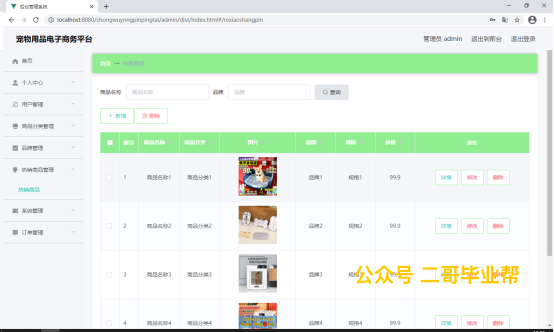 后台管理系统
localhost:8080/chongwuyongpinpingtai/admin/dist/index.html#/rexiaoshangpin
宠物用品电子商务平台
管理员 admin 退出到前台 退出登录
首页
个人中心
用户管理
商品分类管理
品牌管理
热销商品管理
热销商品
系统管理
订单管理
首页 热销商品
商品名称 商品名称 品牌 品牌 查询
+ 新增 删除
索引 商品名称 商品分类 图片 品牌 规格 价格 操作
1 商品名称1 商品分类1 品牌1 规格1 99.9 详情 修改 删除
2 商品名称2 商品分类2 品牌2 规格2 99.9 详情 修改 删除
3 商品名称3 商品分类3 品牌3
4 商品名称4 商品分类4 品牌4 规格4 99.9 详情 修改 删除
公众号 二哥毕业帮